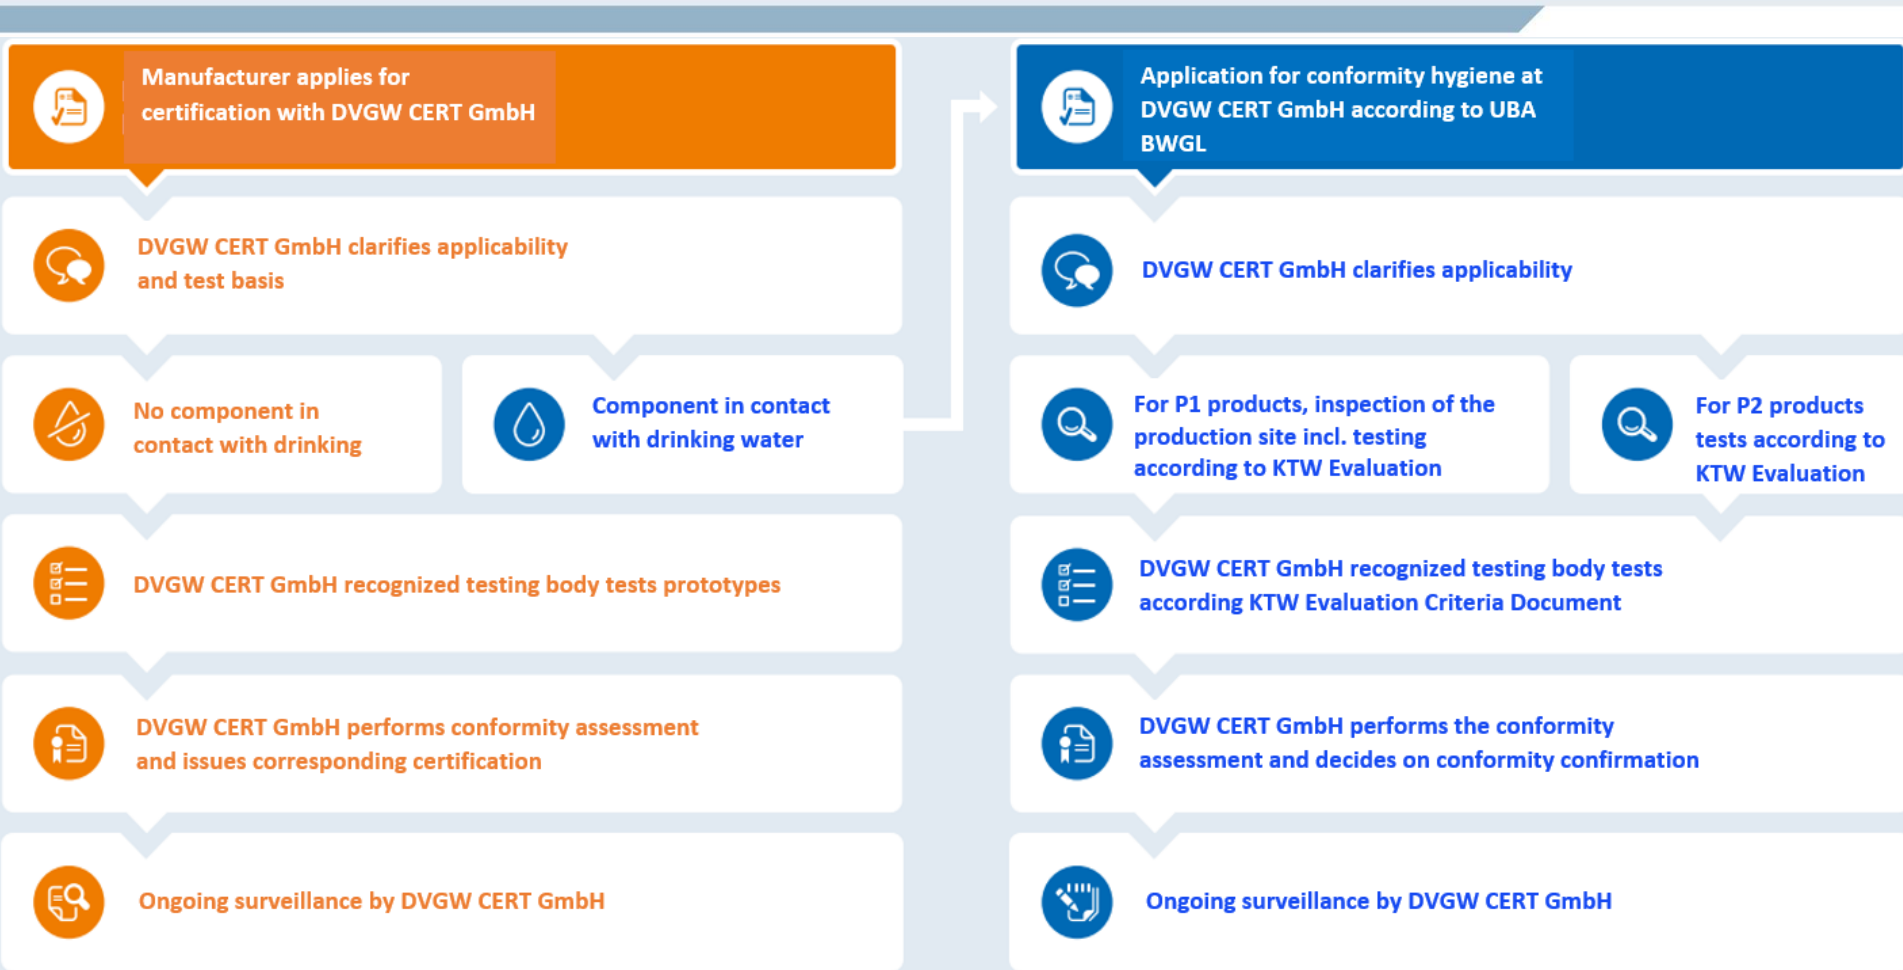 Manufacturer applies for
certification with DVGW CERT GmbH
DVGW CERT GmbH clarifies applicability
and test basis
No component in
contact with drinking
Component in contact
with drinking water
DVGW CERT GmbH recognized testing body tests prototypes
DVGW CERT GmbH performs conformity assessment
and issues corresponding certification
Ongoing surveillance by DVGW CERT GmbH
Application for conformity hygiene at
DVGW CERT GmbH according to UBA
BWGL
DVGW CERT GmbH clarifies applicability
For P1 products, inspection of the
production site incl. testing
according to KTW Evaluation
For P2 products
tests according to
KTW Evaluation
DVGW CERT GmbH recognized testing body tests
according KTW Evaluation Criteria Document
DVGW CERT GmbH performs the conformity
assessment and decides on conformity confirmation
Ongoing surveillance by DVGW CERT GmbH